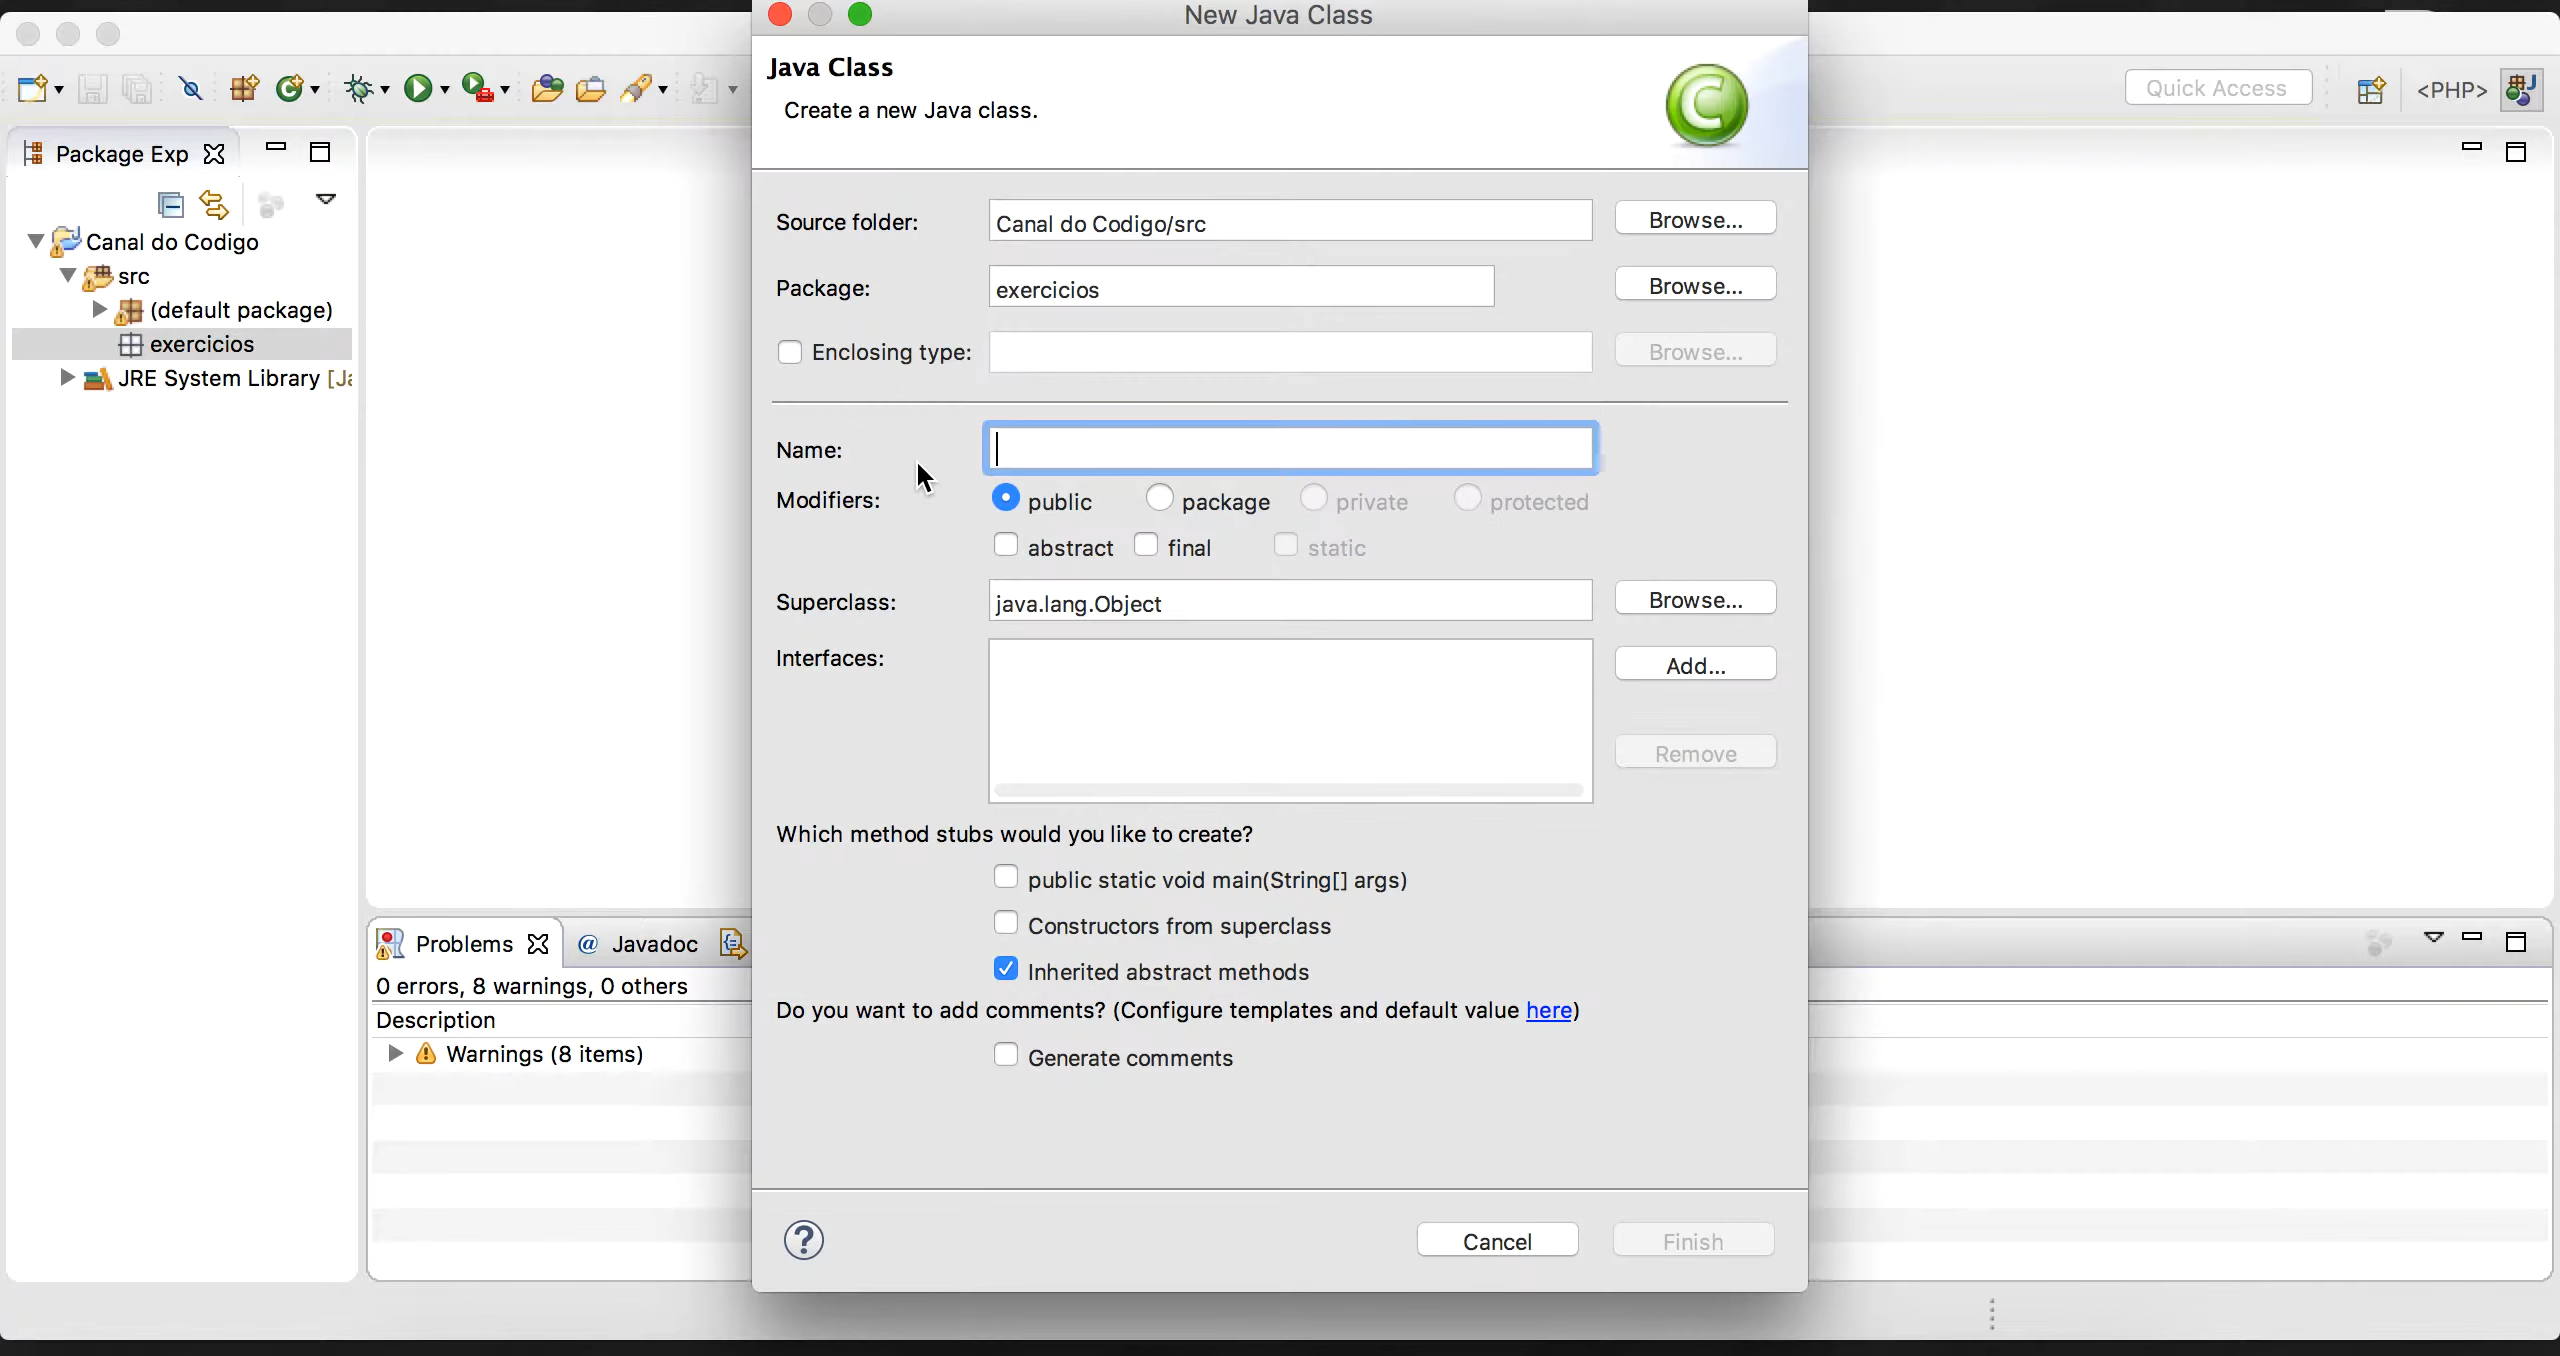 New Java Class
Java Class
Create a new Java class.
Quick Access
<PHP>
Package Exp
Canal do Codigo
src
(default package)
exercicios
JRE System Library [Ja
Source folder: Canal do Codigo/src Browse...
Package: exercicios Browse...
Enclosing type: Browse...
Name:
Modifiers: public package private protected
abstract final static
Superclass: java.lang.Object Browse...
Interfaces: Add...
Remove
Which method stubs would you like to create?
public static void main(String[] args)
Constructors from superclass
Inherited abstract methods
Do you want to add comments? (Configure templates and default value here)
Generate comments
? Cancel Finish
Problems @ Javadoc
0 errors, 8 warnings, 0 others
Description
Warnings (8 items)